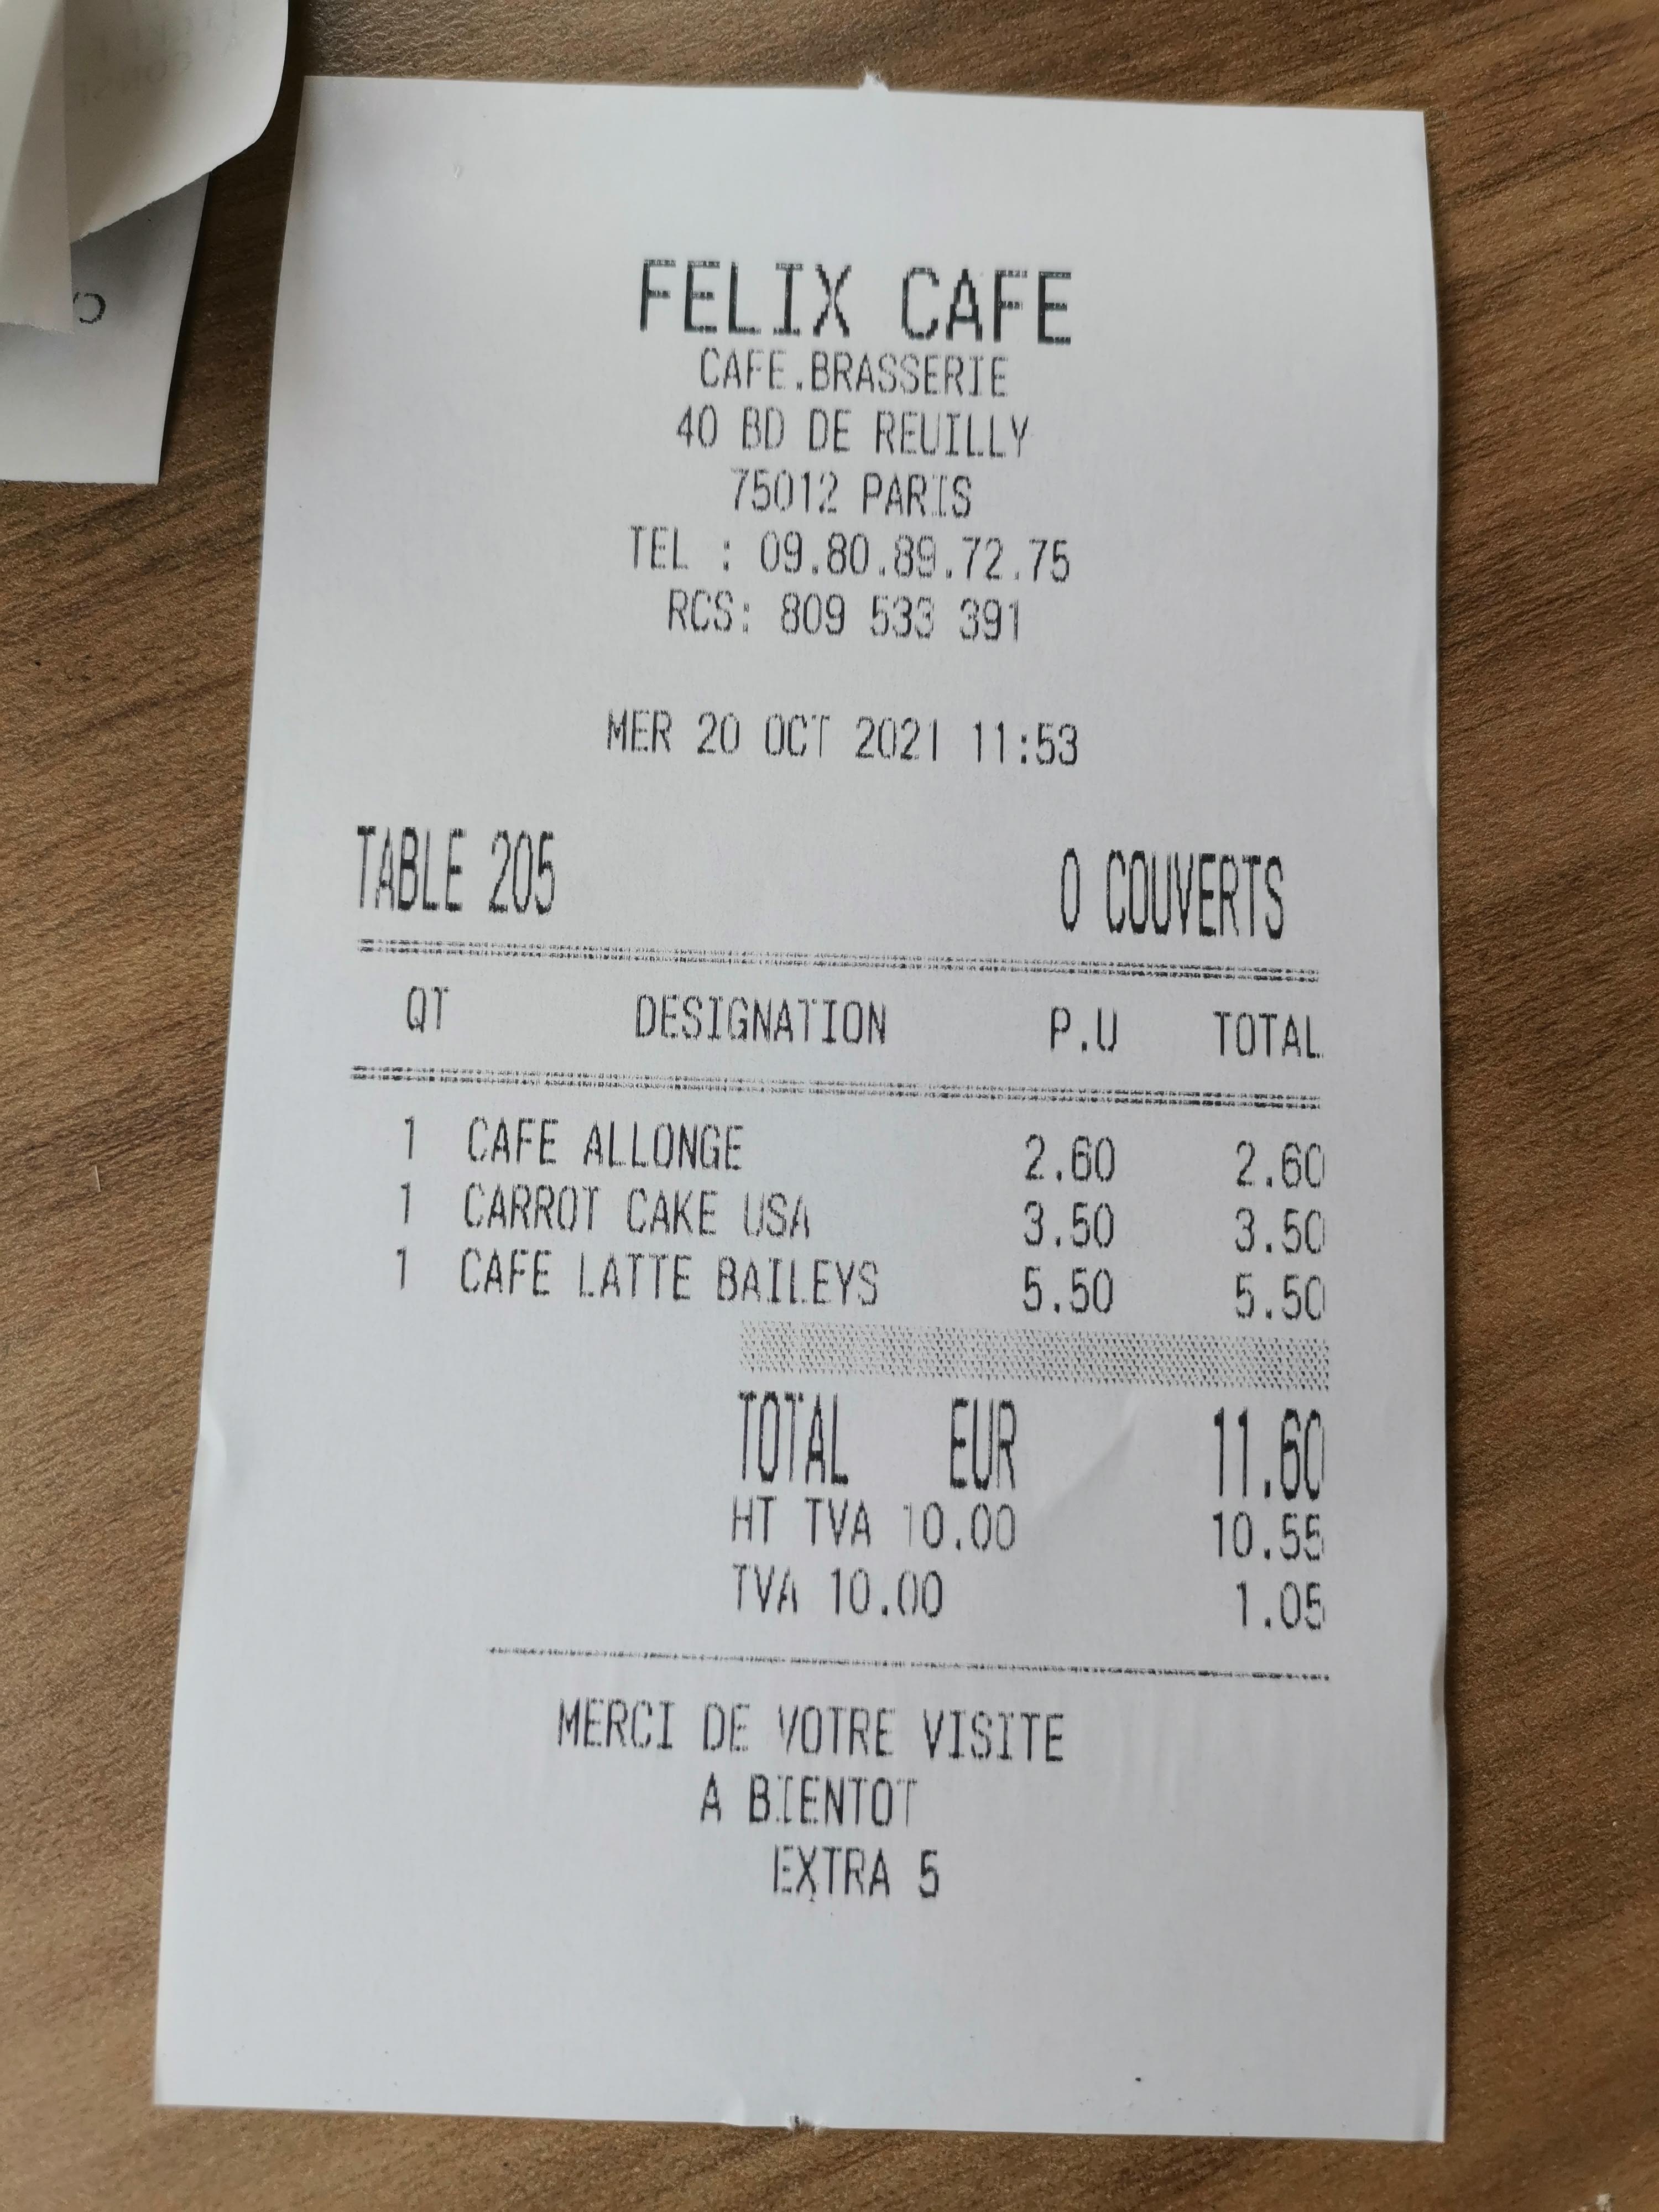 FELIX CAFE
CAFE.BRASSERIE
40 BD DE REUILLY
75012 PARIS
TEL : 09.80.89.72.75
RCS: 809 533 391
MER 20 OCT 2021 11:53
TABLE 205 0 COUVERTS
QT DESIGNATION P.U TOTAL
1 CAFE ALLONGE 2.60 2.60
1 CARROT CAKE USA 3.50 3.50
1 CAFE LATTE BAILEYS 5.50 5.50
TOTAL EUR 11.60
HT TVA 10.00 10.55
TVA 10.00 1.05
MERCI DE VOTRE VISITE
A BIENTOT
EXTRA 5